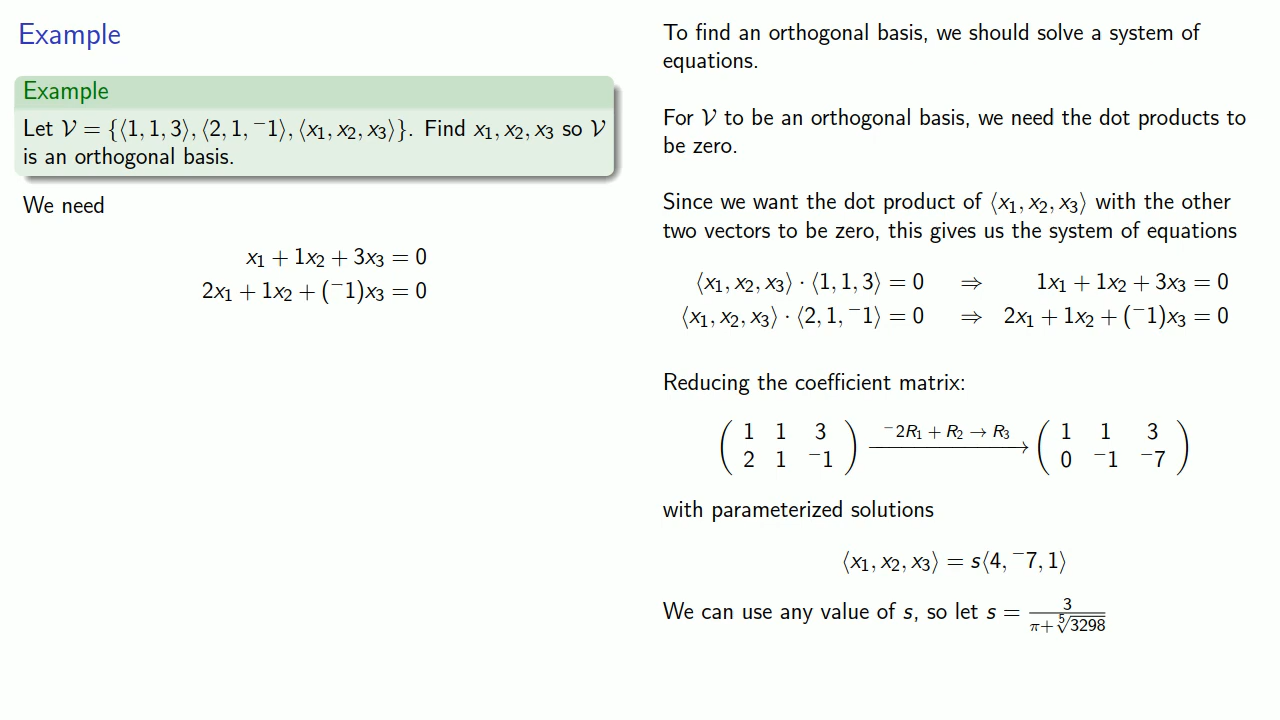 Example
Example
Let 𝒱 = {⟨1, 1, 3⟩, ⟨2, 1, ⁻1⟩, ⟨x₁, x₂, x₃⟩}. Find x₁, x₂, x₃ so 𝒱
is an orthogonal basis.
We need
x₁ + 1x₂ + 3x₃ = 0
2x₁ + 1x₂ + (⁻1)x₃ = 0
To find an orthogonal basis, we should solve a system of
equations.
For 𝒱 to be an orthogonal basis, we need the dot products to
be zero.
Since we want the dot product of ⟨x₁, x₂, x₃⟩ with the other
two vectors to be zero, this gives us the system of equations
⟨x₁, x₂, x₃⟩ · ⟨1, 1, 3⟩ = 0 ⇒ 1x₁ + 1x₂ + 3x₃ = 0
⟨x₁, x₂, x₃⟩ · ⟨2, 1, ⁻1⟩ = 0 ⇒ 2x₁ + 1x₂ + (⁻1)x₃ = 0
Reducing the coefficient matrix:
( 1 1 3 ) ⁻2R₁ + R₂ → R₃ ( 1 1 3 )
( 2 1 ⁻1 ) ( 0 ⁻1 ⁻7 )
with parameterized solutions
⟨x₁, x₂, x₃⟩ = s⟨4, ⁻7, 1⟩
We can use any value of s, so let s = 3/(π+⁵√3298)